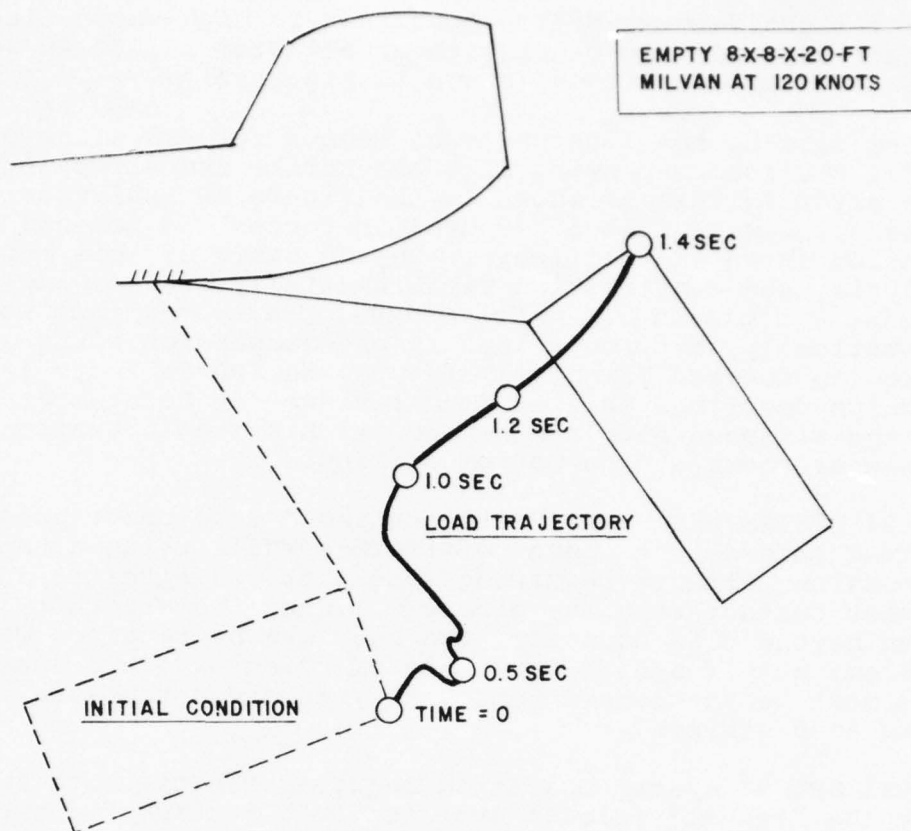 EMPTY 8-X-8-X-20-FT
MILVAN AT 120 KNOTS
1.4 SEC
1.2 SEC
1.0 SEC
LOAD TRAJECTORY
0.5 SEC
INITIAL CONDITION
TIME = 0